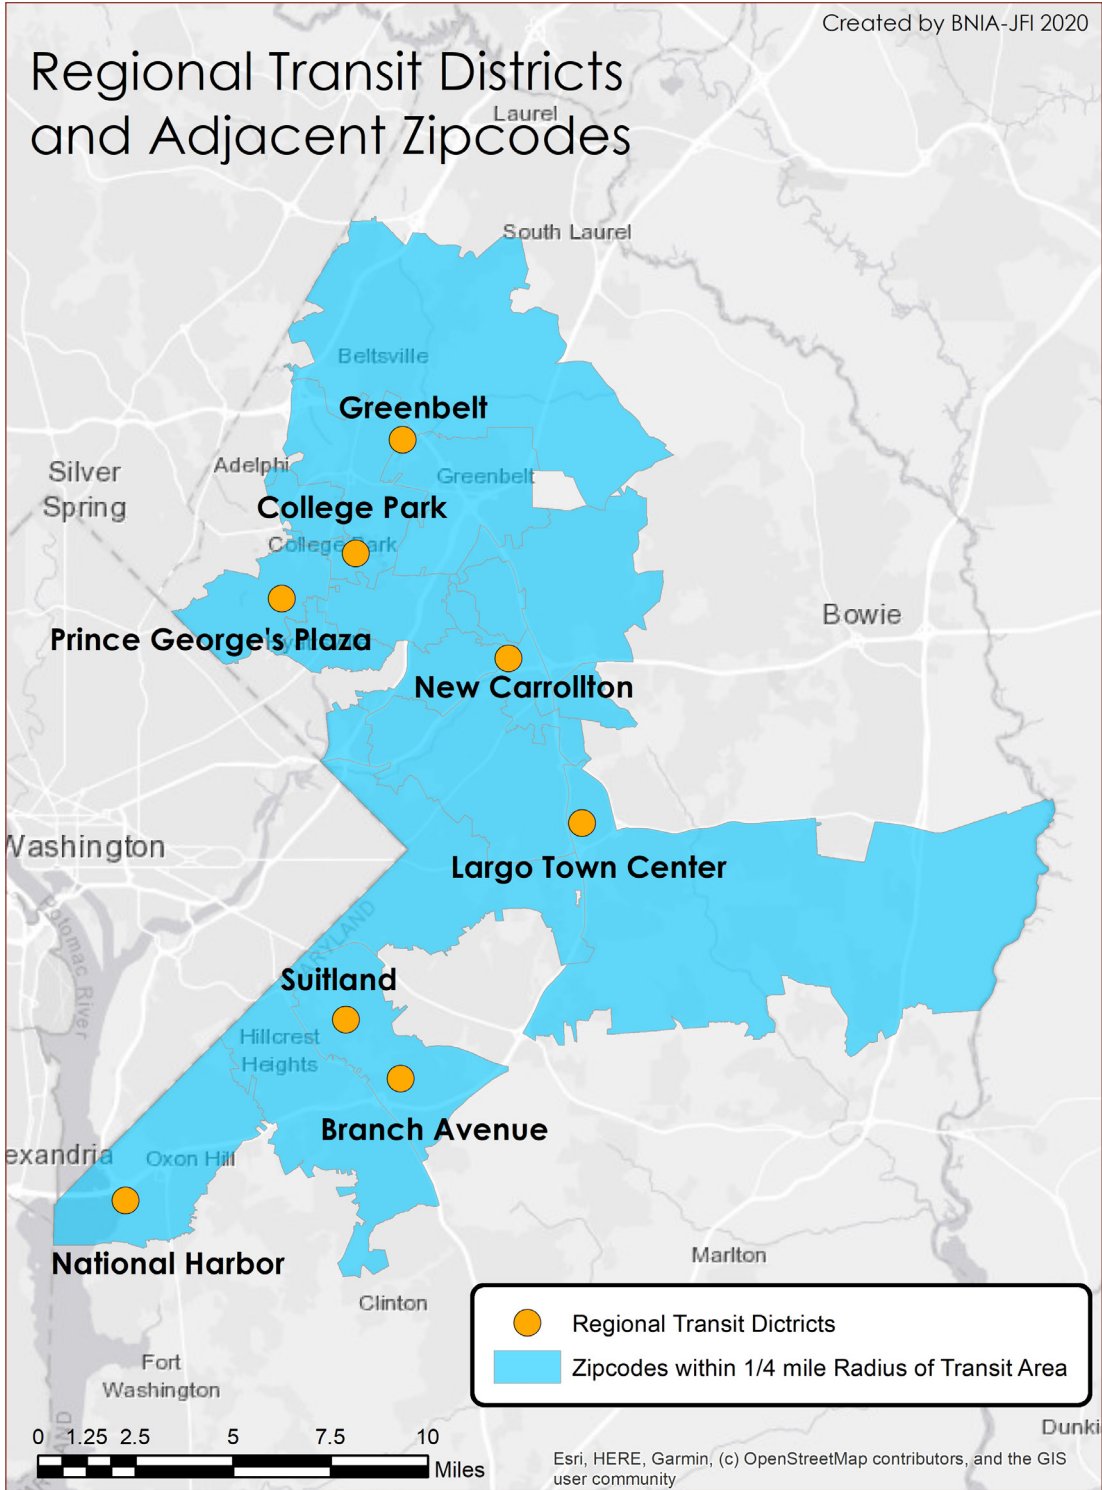 Created by BNIA-JFI 2020
Regional Transit Districts
and Adjacent Zipcodes
Laurel
South Laurel
Beltsville
Greenbelt
Adelphi
Greenbelt
Silver
Spring
College Park
College Park
Bowie
Prince George's Plaza
New Carrollton
Washington
Largo Town Center
Potomac River
MARYLAND
Suitland
Hillcrest
Heights
Branch Avenue
exandria
Oxon Hill
National Harbor
Marlton
Clinton
Regional Transit Dictricts
Zipcodes within 1/4 mile Radius of Transit Area
Fort
Washington
Dunki
0 1.25 2.5 5 7.5 10
Miles
Esri, HERE, Garmin, (c) OpenStreetMap contributors, and the GIS
user community